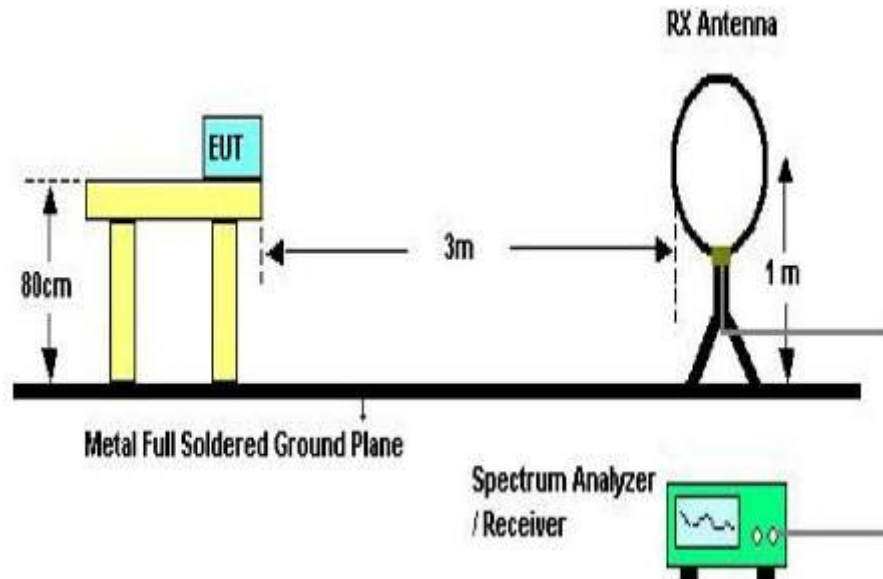 RX Antenna
EUT
3m
80cm
1 m
Metal Full Soldered Ground Plane
Spectrum Analyzer
/ Receiver